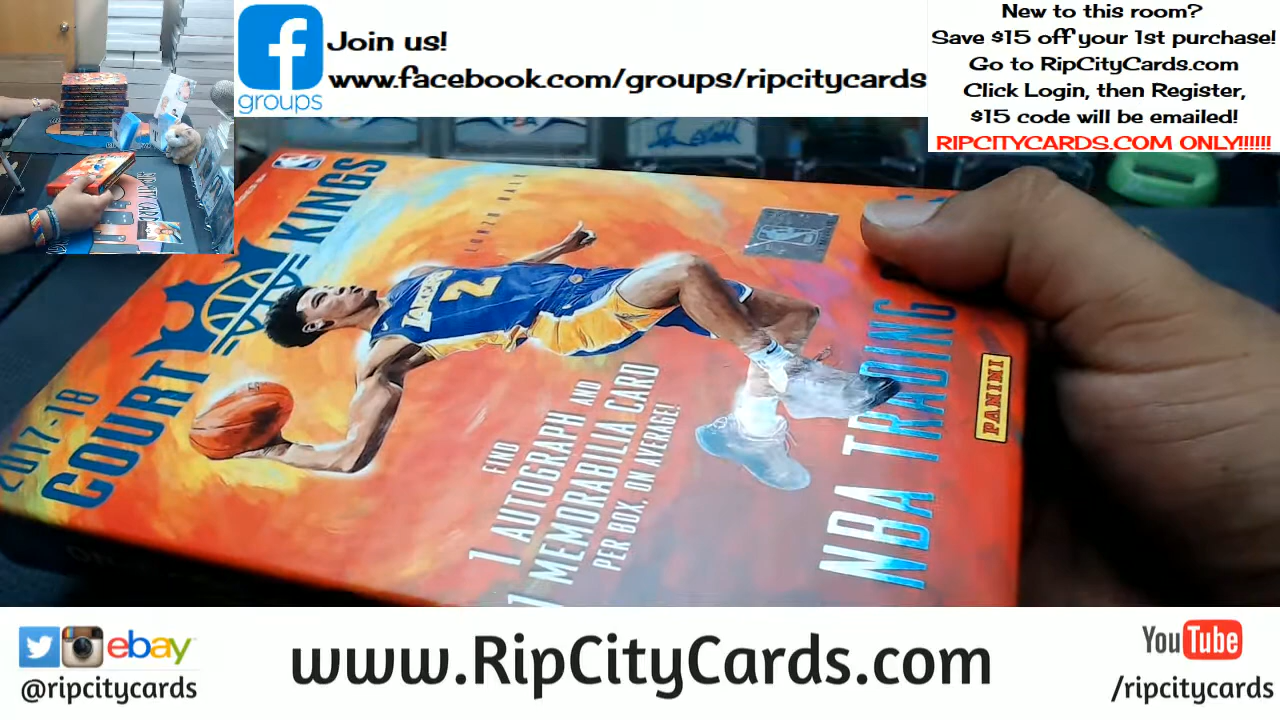 groups
Join us!
www.facebook.com/groups/ripcitycards
New to this room?
Save $15 off your 1st purchase!
Go to RipCityCards.com
Click Login, then Register,
$15 code will be emailed!
RIPCITYCARDS.COM ONLY!!!!!!
2017-18
COURT KINGS
LONZO BALL
LAKERS
2
FIND
1 AUTOGRAPH AND
1 MEMORABILIA CARD
PER BOX, ON AVERAGE!
NBA TRADING
PANINI
ebay
@ripcitycards
www.RipCityCards.com
YouTube
/ripcitycards